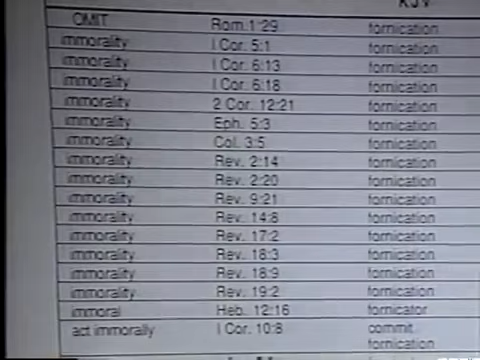 KJV
OMIT Rom. 1:29 fornication
immorality I Cor. 5:1 fornication
immorality I Cor. 6:13 fornication
immorality I Cor. 6:18 fornication
immorality 2 Cor. 12:21 fornication
immorality Eph. 5:3 fornication
immorality Col. 3:5 fornication
immorality Rev. 2:14 fornication
immorality Rev. 2:20 fornication
immorality Rev. 9:21 fornication
immorality Rev. 14:8 fornication
immorality Rev. 17:2 fornication
immorality Rev. 18:3 fornication
immorality Rev. 18:9 fornication
immorality Rev. 19:2 fornication
immoral Heb. 12:16 fornicator
act immorally I Cor. 10:8 commit
fornication